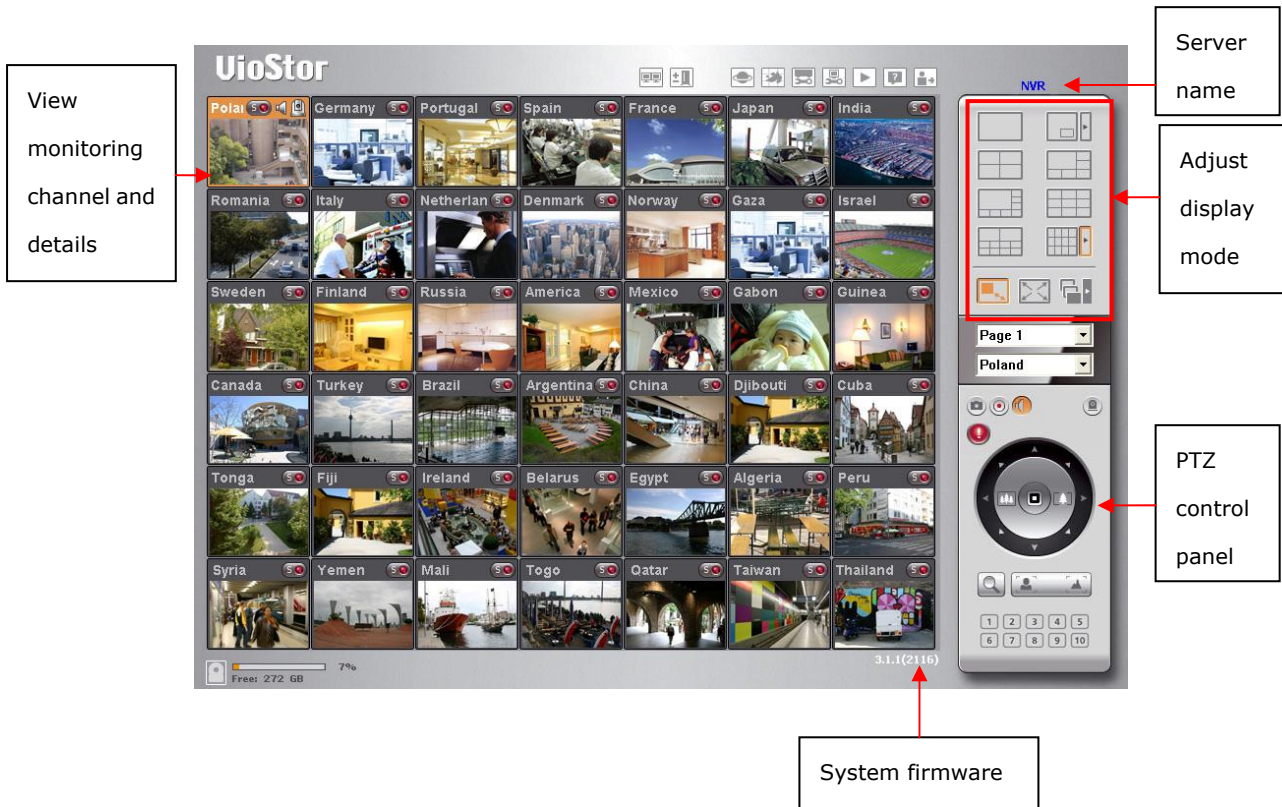 Server
name
View
monitoring
channel and
details
VioStor
NVR
Adjust
display
mode
Polan Germany Portugal Spain France Japan India
Romania Italy Netherlan Denmark Norway Gaza Israel
Sweden Finland Russia America Mexico Gabon Guinea
Page 1
Poland
Canada Turkey Brazil Argentina China Djibouti Cuba
Tonga Fiji Ireland Belarus Egypt Algeria Peru
PTZ
control
panel
Syria Yemen Mali Togo Qatar Taiwan Thailand
1 2 3 4 5
6 7 8 9 10
7%
Free: 272 GB
3.1.1(2116)
System firmware